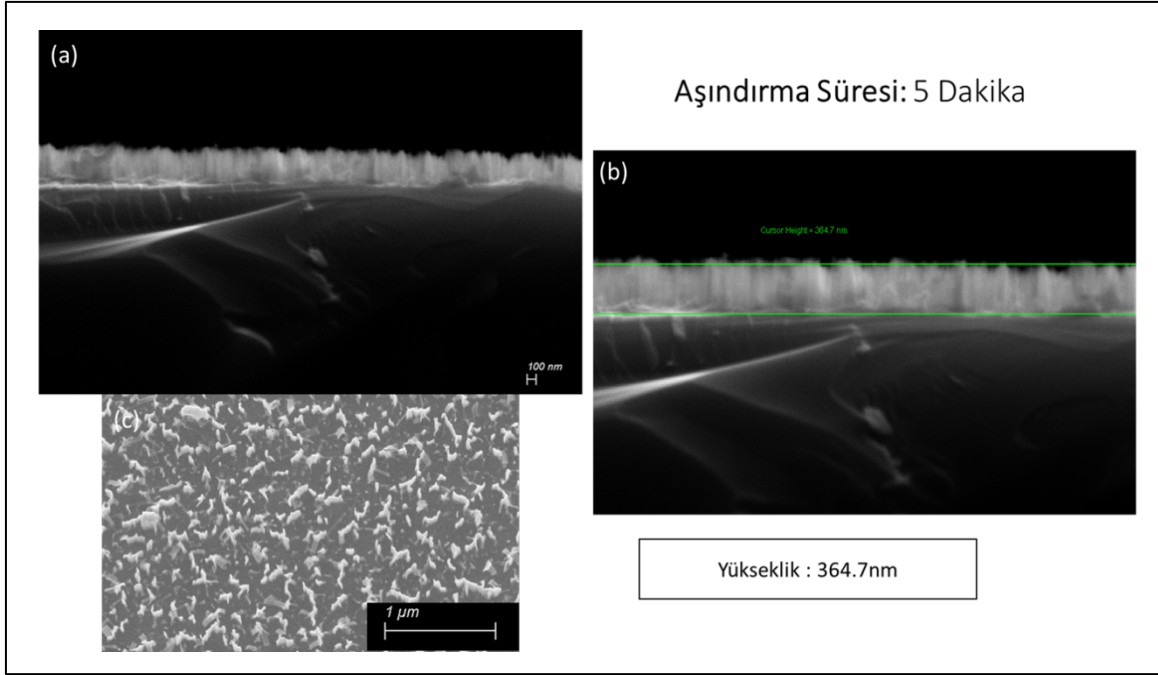 (a)
Aşındırma Süresi: 5 Dakika
(b)
Cursor Height = 364.7 nm
100 nm
(c)
1 µm
Yükseklik : 364.7nm